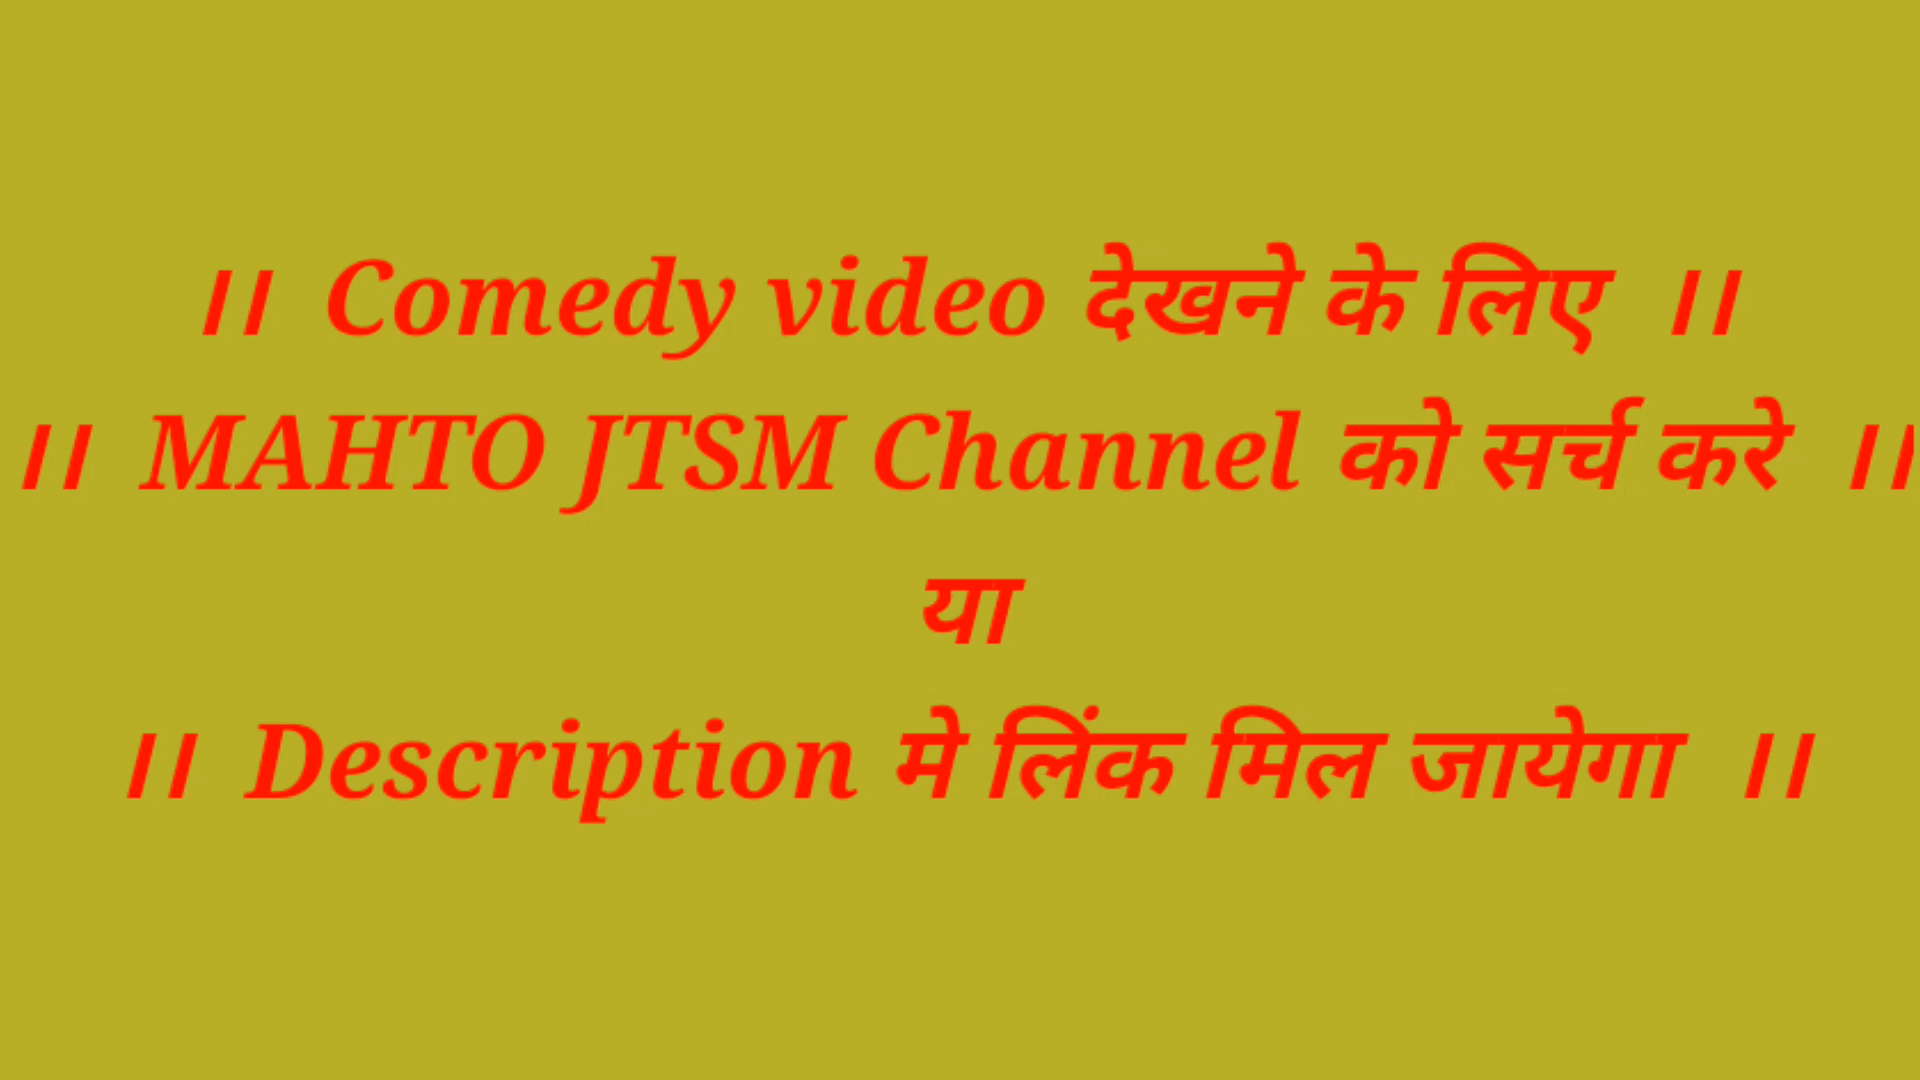 ।। Comedy video देखने के लिए ।।
।। MAHTO JTSM Channel को सर्च करे ।।
या
।। Description मे लिंक मिल जायेगा ।।